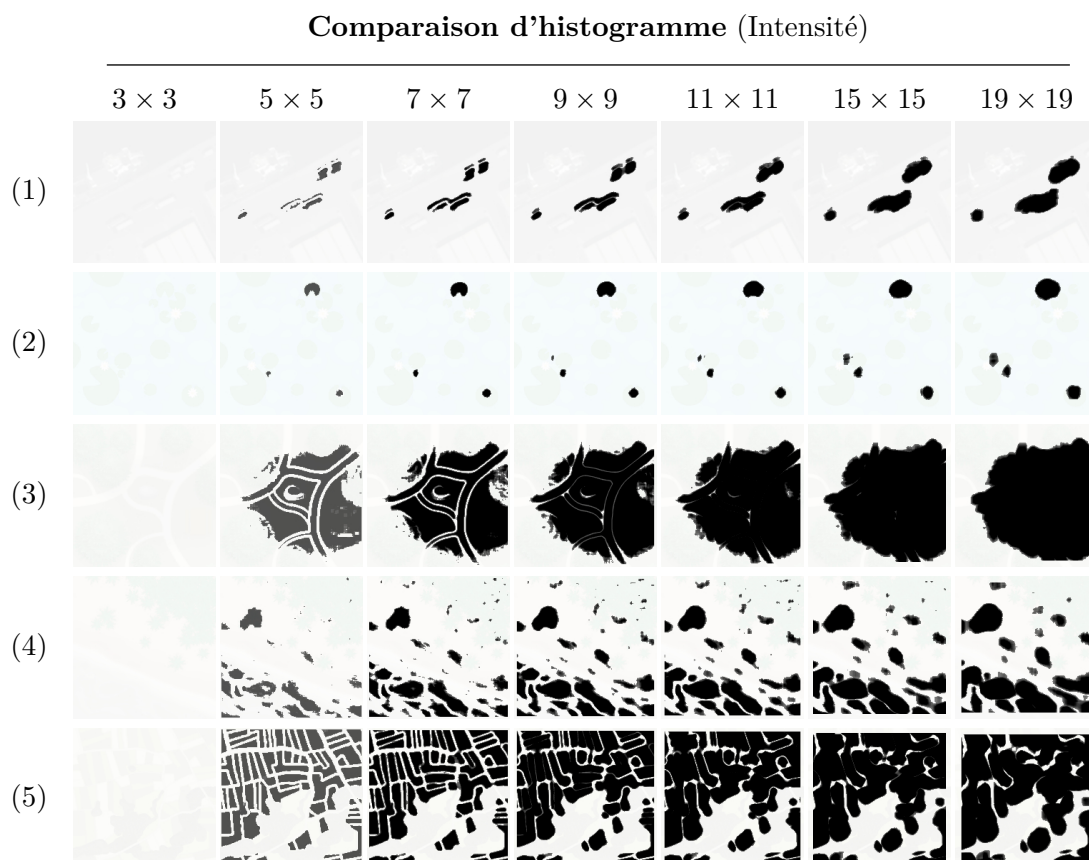 Comparaison d'histogramme (Intensité)
3 × 3 5 × 5 7 × 7 9 × 9 11 × 11 15 × 15 19 × 19
(1)
(2)
(3)
(4)
(5)